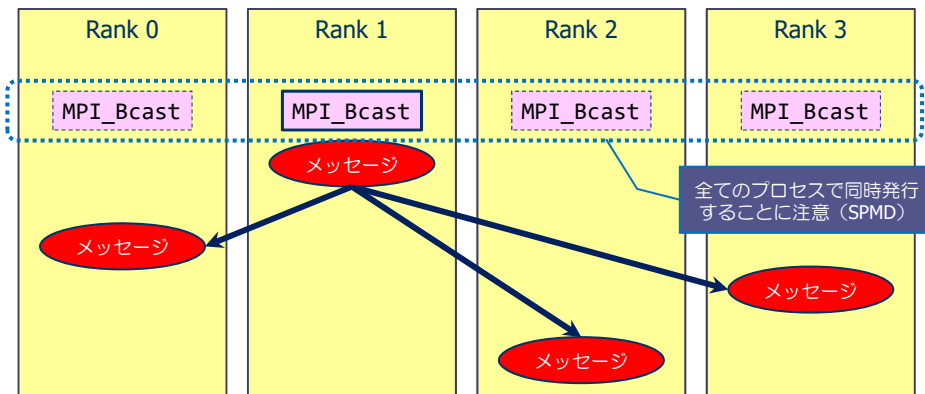 Rank 0
Rank 1
Rank 2
Rank 3
MPI_Bcast
MPI_Bcast
MPI_Bcast
MPI_Bcast
メッセージ
全てのプロセスで同時発行
することに注意（SPMD）
メッセージ
メッセージ
メッセージ